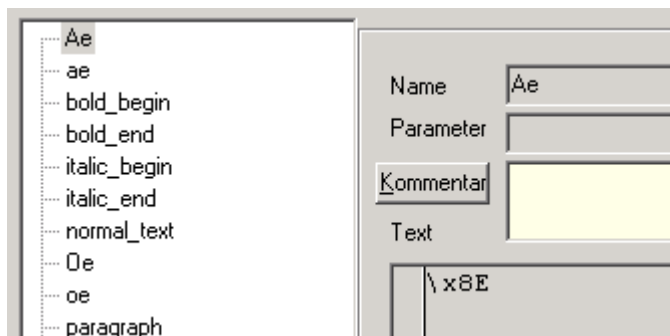 Ae
ae
bold_begin
bold_end
italic_begin
italic_end
normal_text
Oe
oe
paragraph
Name
Ae
Parameter
Kommentar
Text
\x8E